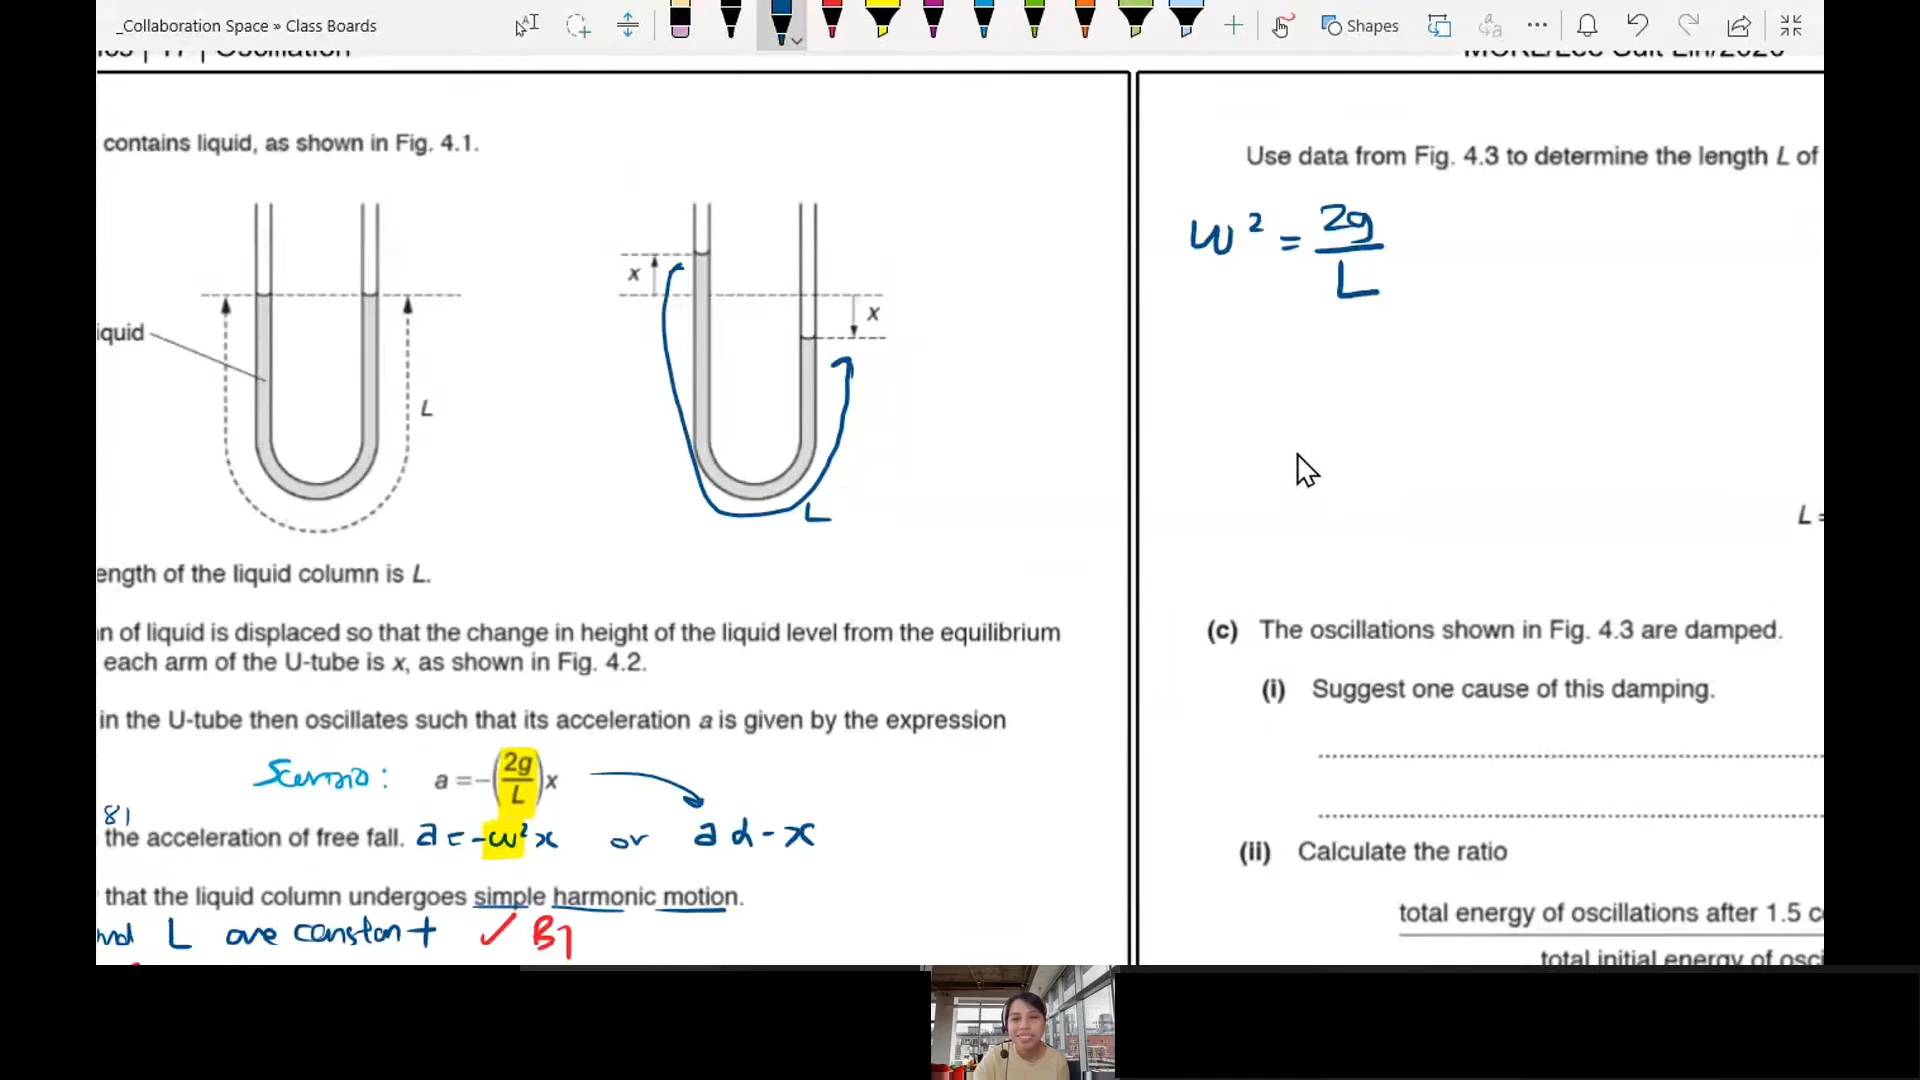 _Collaboration Space » Class Boards
Shapes
| 17 | Oscillation
contains liquid, as shown in Fig. 4.1.
x
x
iquid
L
L
ength of the liquid column is L.
n of liquid is displaced so that the change in height of the liquid level from the equilibrium
each arm of the U-tube is x, as shown in Fig. 4.2.
in the U-tube then oscillates such that its acceleration a is given by the expression
Scenario: a = -(2g/L)x
81
the acceleration of free fall. a = -ω²x or a α - x
that the liquid column undergoes simple harmonic motion.
and L are constant ✓ B1
Use data from Fig. 4.3 to determine the length L of
ω² = 2g/L
L =
(c) The oscillations shown in Fig. 4.3 are damped.
(i) Suggest one cause of this damping.
(ii) Calculate the ratio
total energy of oscillations after 1.5 c
total initial energy of osci